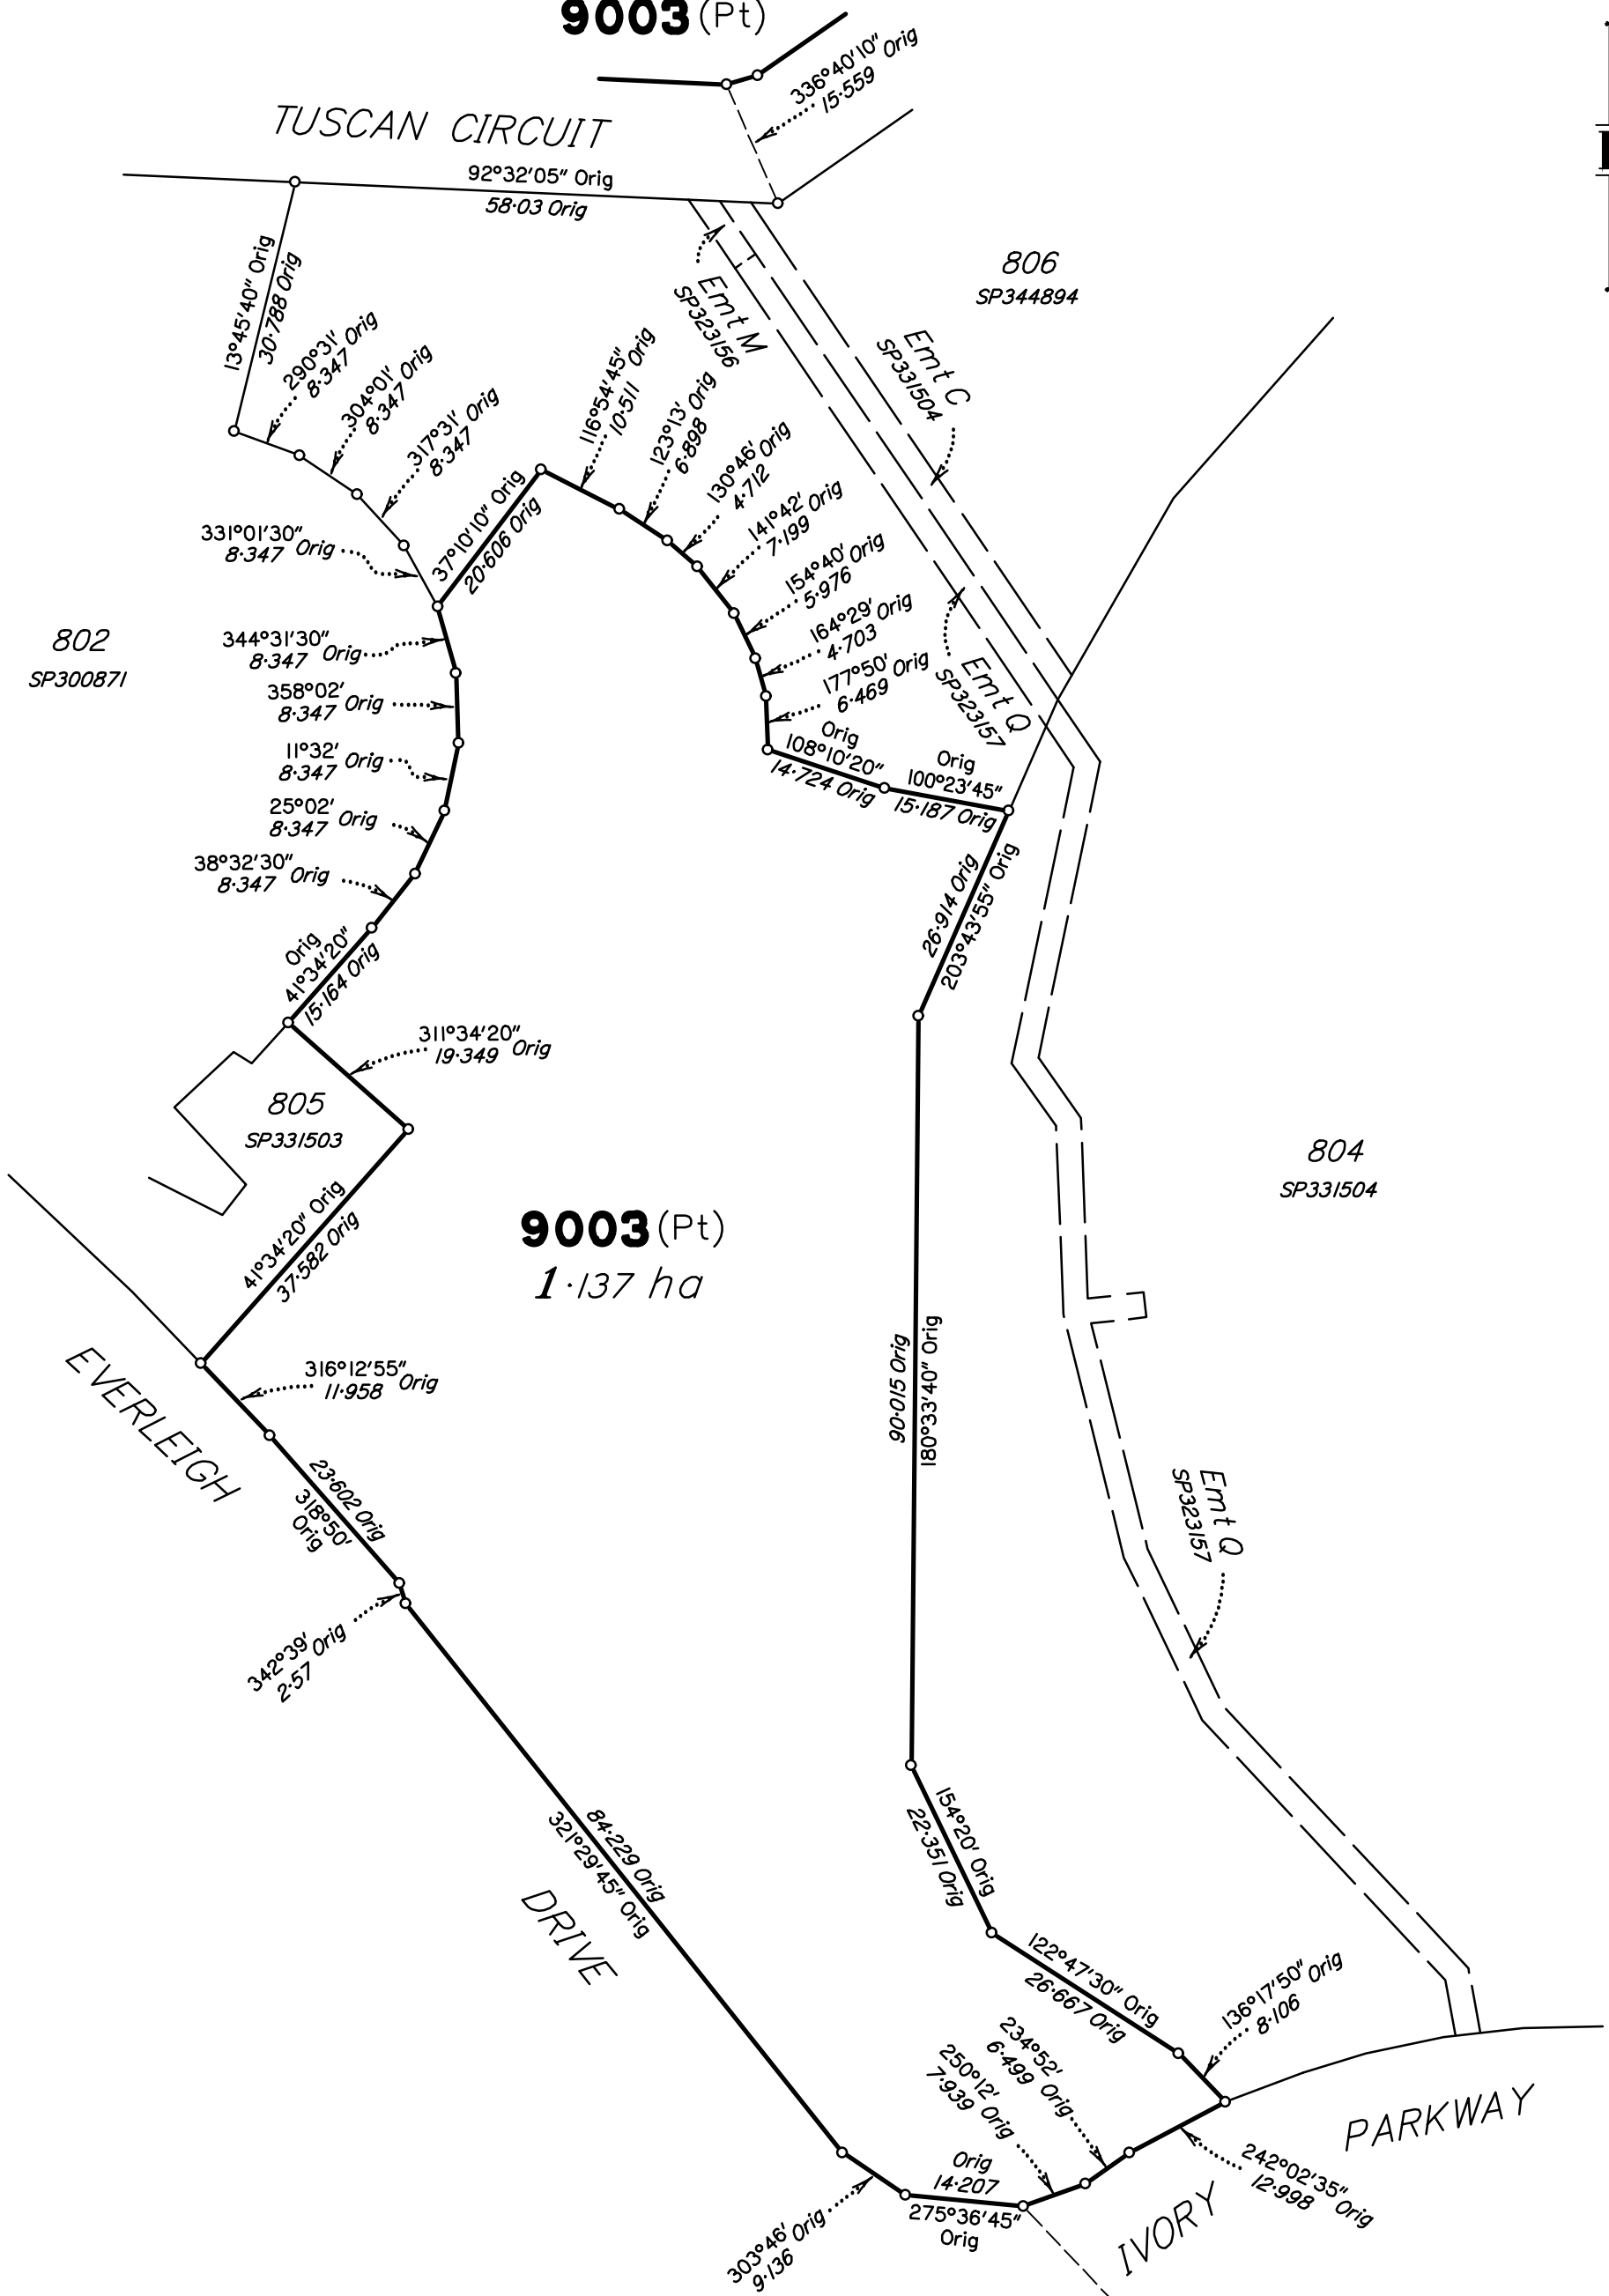 9003 (Pt)
336°40'10" Orig
15·559
TUSCAN CIRCUIT
92°32'05" Orig
58·03 Orig
13°45'40" Orig
30·788 Orig
290°31' Orig
8·347
304°01' Orig
8·347
317°31' Orig
8·347
331°01'30"
8·347 Orig
37°10'10" Orig
20·606 Orig
116°54'45" Orig
10·511
123°13' Orig
6·898
130°46' Orig
4·712
141°42' Orig
7·199
154°40' Orig
5·976
164°29' Orig
4·703
177°50' Orig
6·469
Emt M
SP323156
806
SP344894
Emt C
SP331504
Emt Q
SP323157
802
SP300871
344°31'30"
8·347 Orig
358°02'
8·347 Orig
11°32'
8·347 Orig
25°02'
8·347 Orig
38°32'30"
8·347 Orig
Orig
41°34'20"
15·164 Orig
Orig
108°10'20"
14·724 Orig
Orig
100°23'45"
15·187 Orig
26·914 Orig
203°43'55" Orig
311°34'20"
19·349 Orig
805
SP331503
804
SP331504
41°34'20" Orig
37·582 Orig
9003 (Pt)
1·137 ha
90·015 Orig
180°33'40" Orig
EVERLEIGH
316°12'55"
11·958 Orig
23·602 Orig
318°50'
Orig
342°39' Orig
2·57
Emt Q
SP323157
84·229 Orig
321°29'45" Orig
DRIVE
154°20' Orig
22·351 Orig
122°47'30" Orig
26·667 Orig
136°17'50" Orig
8·106
234°52'
6·499 Orig
250°12'
7·939 Orig
Orig
14·207
275°36'45"
Orig
303°46' Orig
9·136
242°02'35"
12·998 Orig
IVORY
PARKWAY